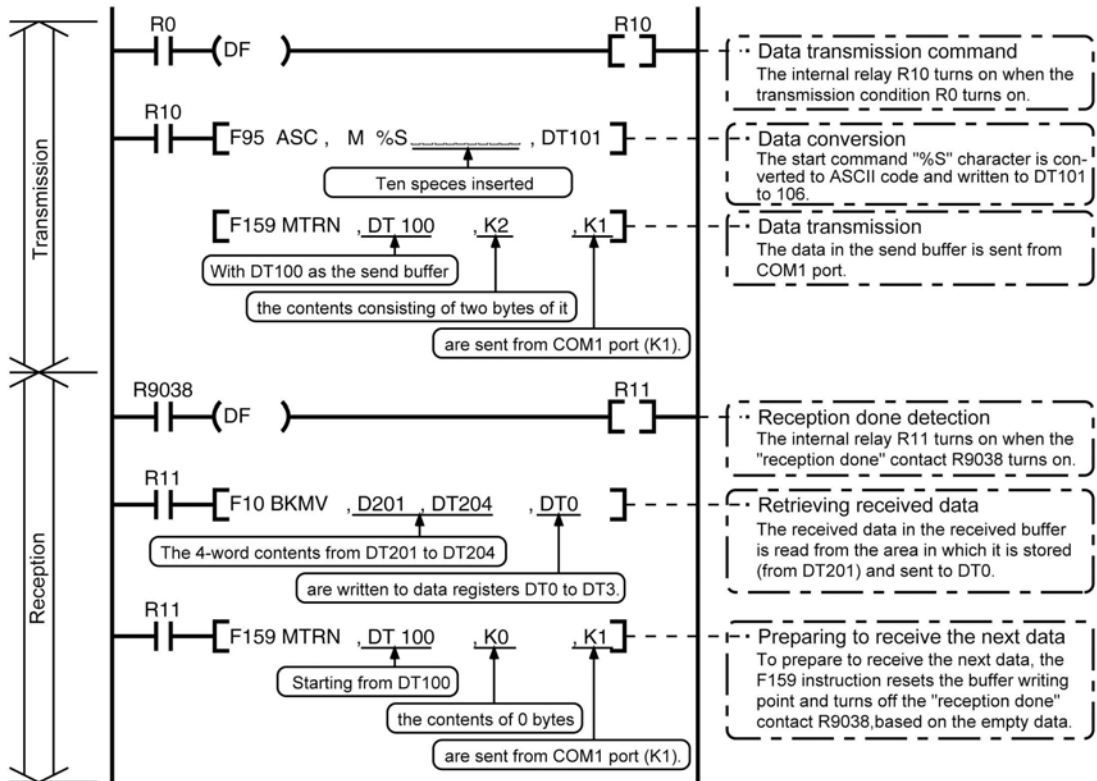 Transmission
R0
DF
R10
Data transmission command
The internal relay R10 turns on when the
transmission condition R0 turns on.
R10
F95 ASC , M %S , DT101
Ten speces inserted
Data conversion
The start command "%S" character is con-
verted to ASCII code and written to DT101
to 106.
F159 MTRN , DT 100 , K2 , K1
With DT100 as the send buffer
the contents consisting of two bytes of it
are sent from COM1 port (K1).
Data transmission
The data in the send buffer is sent from
COM1 port.
Reception
R9038
DF
R11
Reception done detection
The internal relay R11 turns on when the
"reception done" contact R9038 turns on.
R11
F10 BKMV , D201 , DT204 , DT0
The 4-word contents from DT201 to DT204
are written to data registers DT0 to DT3.
Retrieving received data
The received data in the received buffer
is read from the area in which it is stored
(from DT201) and sent to DT0.
R11
F159 MTRN , DT 100 , K0 , K1
Starting from DT100
the contents of 0 bytes
are sent from COM1 port (K1).
Preparing to receive the next data
To prepare to receive the next data, the
F159 instruction resets the buffer writing
point and turns off the "reception done"
contact R9038,based on the empty data.